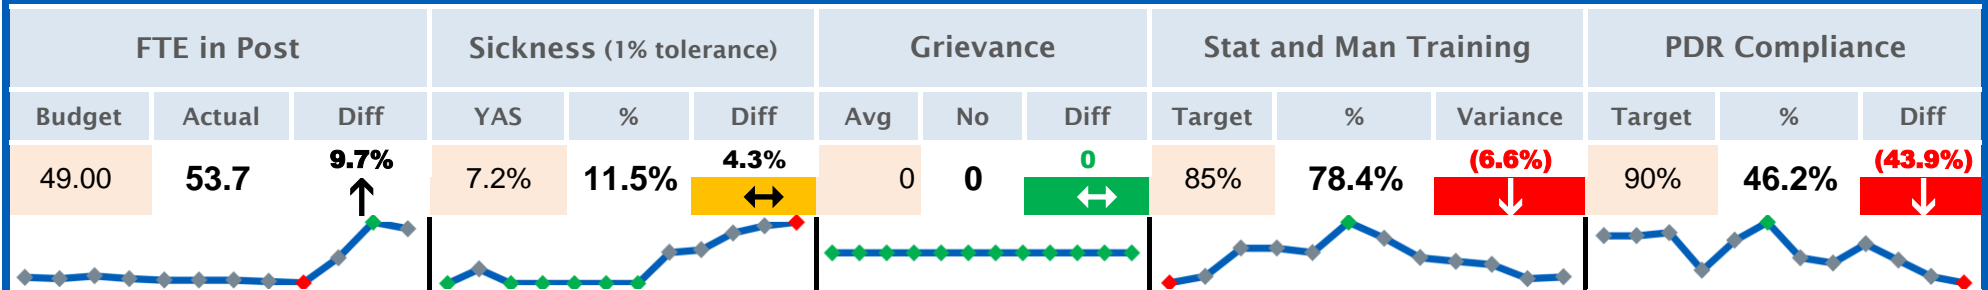 FTE in Post Sickness (1% tolerance) Grievance Stat and Man Training PDR Compliance
Budget Actual Diff YAS % Diff Avg No Diff Target % Variance Target % Diff
49.00 53.7 9.7% 7.2% 11.5% 4.3% 0 0 0 85% 78.4% (6.6%) 90% 46.2% (43.9%)